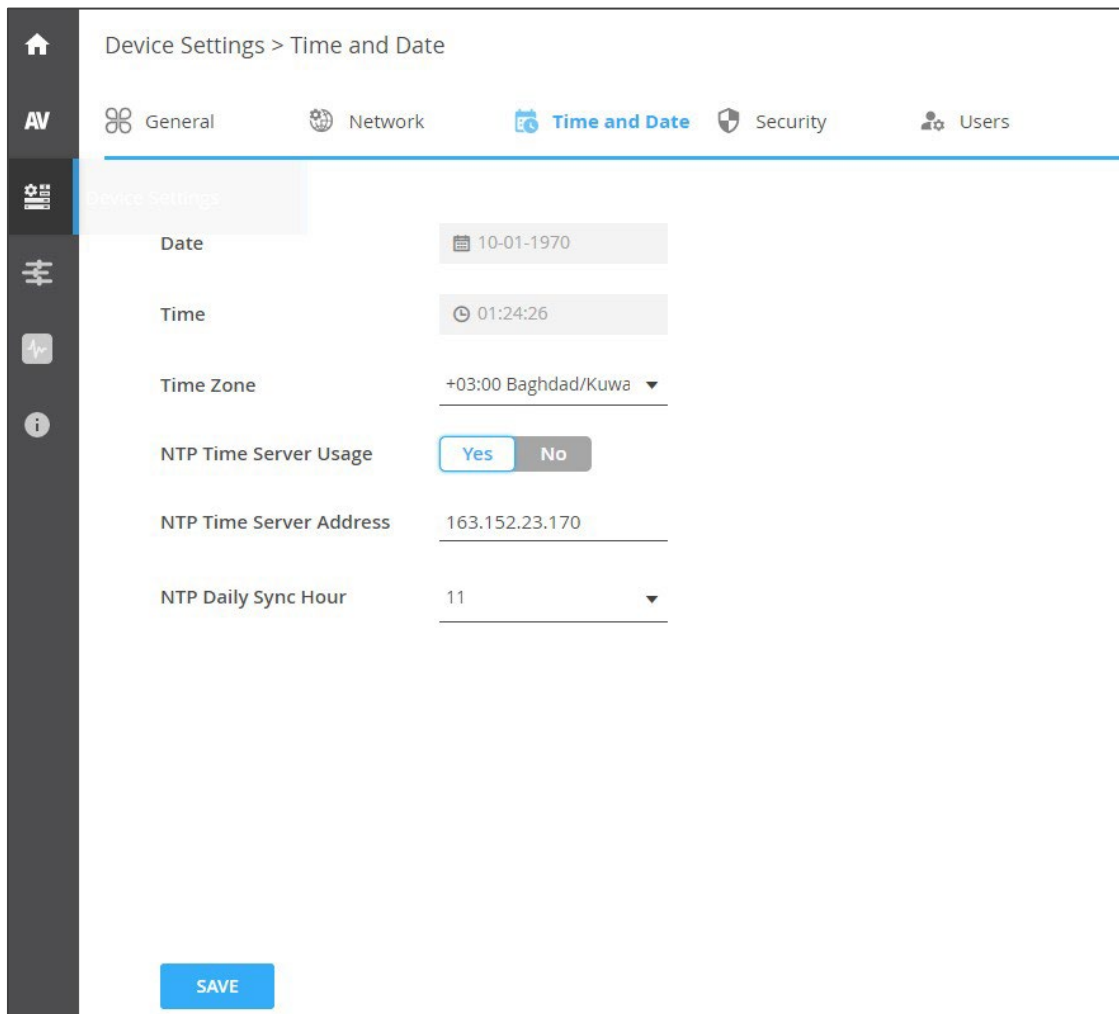 Device Settings > Time and Date
AV
General Network Time and Date Security Users
Device Settings
Date 10-01-1970
Time 01:24:26
Time Zone +03:00 Baghdad/Kuwa
NTP Time Server Usage Yes No
NTP Time Server Address 163.152.23.170
NTP Daily Sync Hour 11
SAVE